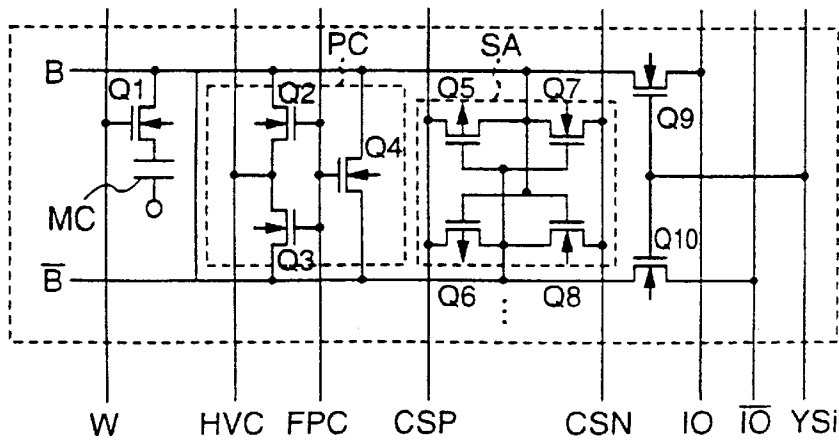 PC SA
B Q1 Q2 Q5 Q7
Q9
Q4
MC
Q3 Q10
B̅ Q6 Q8
W HVC FPC CSP CSN IO I̅O̅ YSi